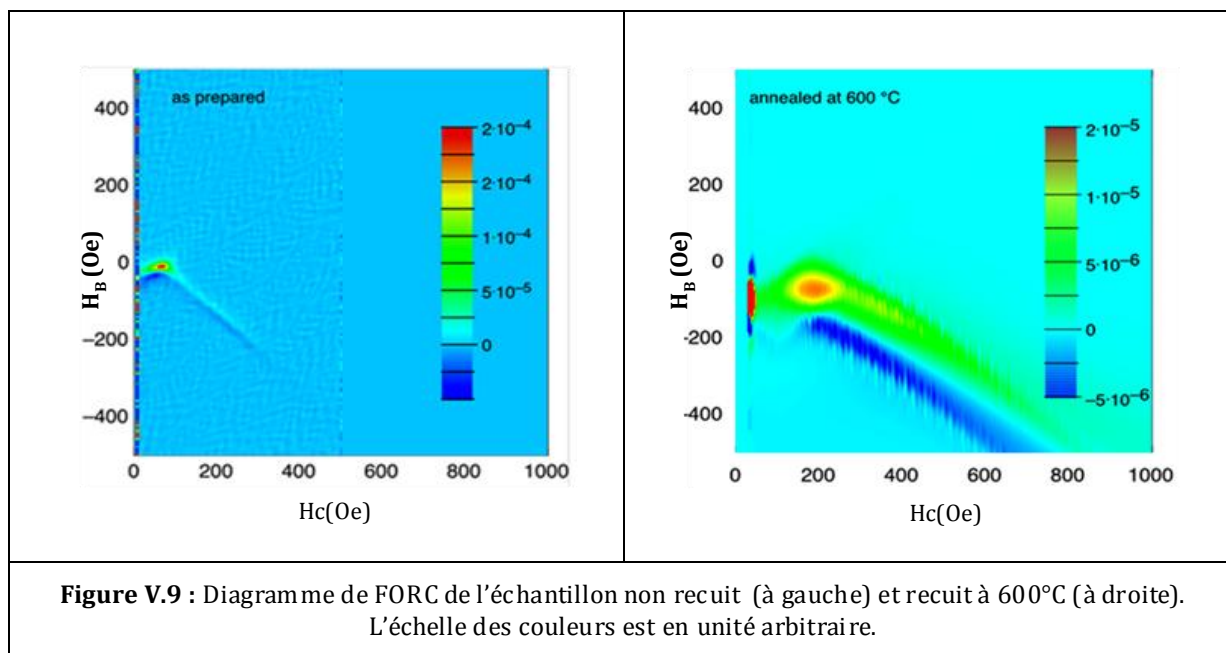 as prepared
400
200
0
−200
−400
H_B (Oe)
2·10⁻⁴
2·10⁻⁴
1·10⁻⁴
5·10⁻⁵
0
0 200 400 600 800 1000
Hc(Oe)
annealed at 600 °C
400
200
0
-200
-400
H_B (Oe)
2·10⁻⁵
1·10⁻⁵
5·10⁻⁶
0
−5·10⁻⁶
0 200 400 600 800 1000
Hc(Oe)
Figure V.9 : Diagramme de FORC de l’échantillon non recuit (à gauche) et recuit à 600°C (à droite).
L’échelle des couleurs est en unité arbitraire.